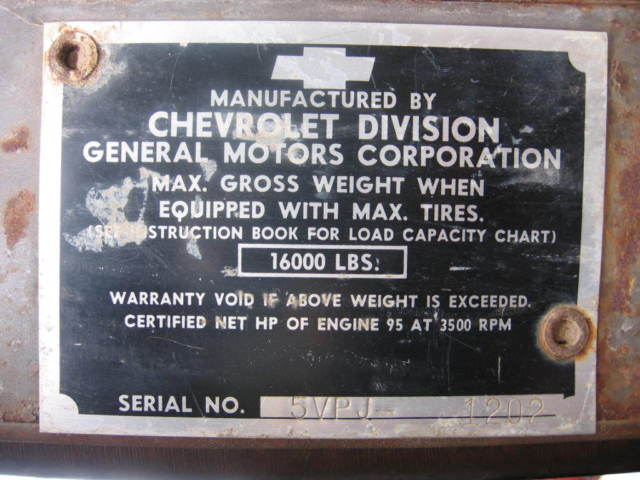 MANUFACTURED BY
CHEVROLET DIVISION
GENERAL MOTORS CORPORATION
MAX. GROSS WEIGHT WHEN
EQUIPPED WITH MAX. TIRES.
(SEE INSTRUCTION BOOK FOR LOAD CAPACITY CHART)
16000 LBS.
WARRANTY VOID IF ABOVE WEIGHT IS EXCEEDED.
CERTIFIED NET HP OF ENGINE 95 AT 3500 RPM
SERIAL NO. 5VPJ- 1202